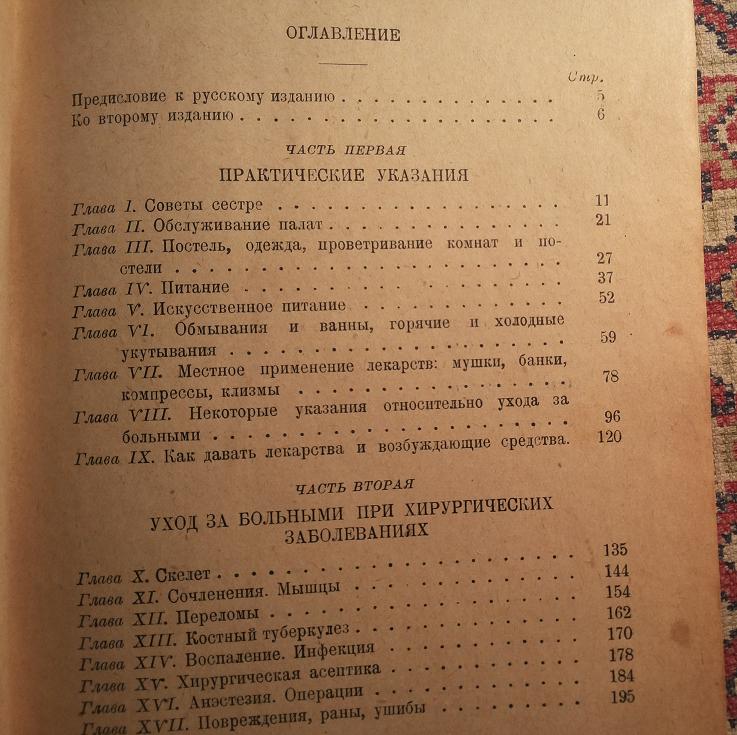 ОГЛАВЛЕНИЕ
Стр.
Предисловие к русскому изданию . . . . . . . . . . . 5
Ко второму изданию . . . . . . . . . . . . . . . . 6
ЧАСТЬ ПЕРВАЯ
ПРАКТИЧЕСКИЕ УКАЗАНИЯ
Глава I. Советы сестре . . . . . . . . . . . . . . 11
Глава II. Обслуживание палат . . . . . . . . . . . . 21
Глава III. Постель, одежда, проветривание комнат и по-
стели . . . . . . . . . . . . . . . . . . . 27
Глава IV. Питание . . . . . . . . . . . . . . . . 37
Глава V. Искусственное питание . . . . . . . . . . 52
Глава VI. Обмывания и ванны, горячие и холодные
укутывания . . . . . . . . . . . . . . . . 59
Глава VII. Местное применение лекарств: мушки, банки,
компрессы, клизмы . . . . . . . . . . . . . 78
Глава VIII. Некоторые указания относительно ухода за
больными . . . . . . . . . . . . . . . . . 96
Глава IX. Как давать лекарства и возбуждающие средства. 120
ЧАСТЬ ВТОРАЯ
УХОД ЗА БОЛЬНЫМИ ПРИ ХИРУРГИЧЕСКИХ
ЗАБОЛЕВАНИЯХ
Глава X. Скелет . . . . . . . . . . . . . . . . . 135
Глава XI. Сочленения. Мышцы . . . . . . . . . . . 144
Глава XII. Переломы . . . . . . . . . . . . . . . 154
Глава XIII. Костный туберкулез . . . . . . . . . . . 162
Глава XIV. Воспаление. Инфекция . . . . . . . . . . 170
Глава XV. Хирургическая асептика . . . . . . . . . 178
Глава XVI. Анэстезия. Операции . . . . . . . . . . 184
Глава XVII. Повреждения, раны, ушибы . . . . . . . . 195